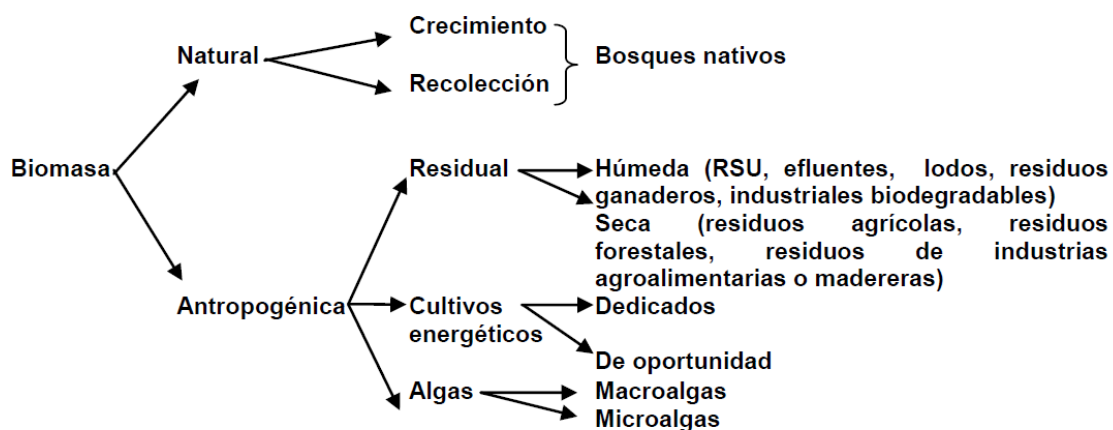 Crecimiento
Natural
Bosques nativos
Recolección
Biomasa
Residual
Húmeda (RSU, efluentes, lodos, residuos
ganaderos, industriales biodegradables)
Seca (residuos agrícolas, residuos
forestales, residuos de industrias
agroalimentarias o madereras)
Antropogénica
Cultivos
energéticos
Dedicados
De oportunidad
Algas
Macroalgas
Microalgas